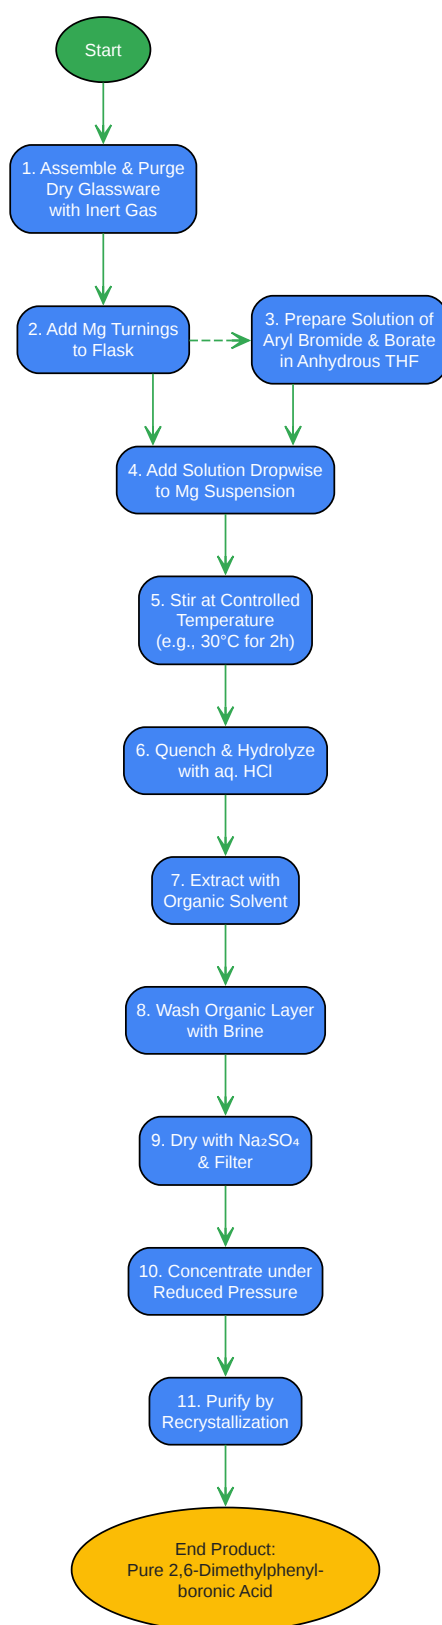 Start
1. Assemble & Purge
Dry Glassware
with Inert Gas
2. Add Mg Turnings
to Flask
3. Prepare Solution of
Aryl Bromide & Borate
in Anhydrous THF
4. Add Solution Dropwise
to Mg Suspension
5. Stir at Controlled
Temperature
(e.g., 30°C for 2h)
6. Quench & Hydrolyze
with aq. HCl
7. Extract with
Organic Solvent
8. Wash Organic Layer
with Brine
9. Dry with Na₂SO₄
& Filter
10. Concentrate under
Reduced Pressure
11. Purify by
Recrystallization
End Product:
Pure 2,6-Dimethylphenyl-
boronic Acid